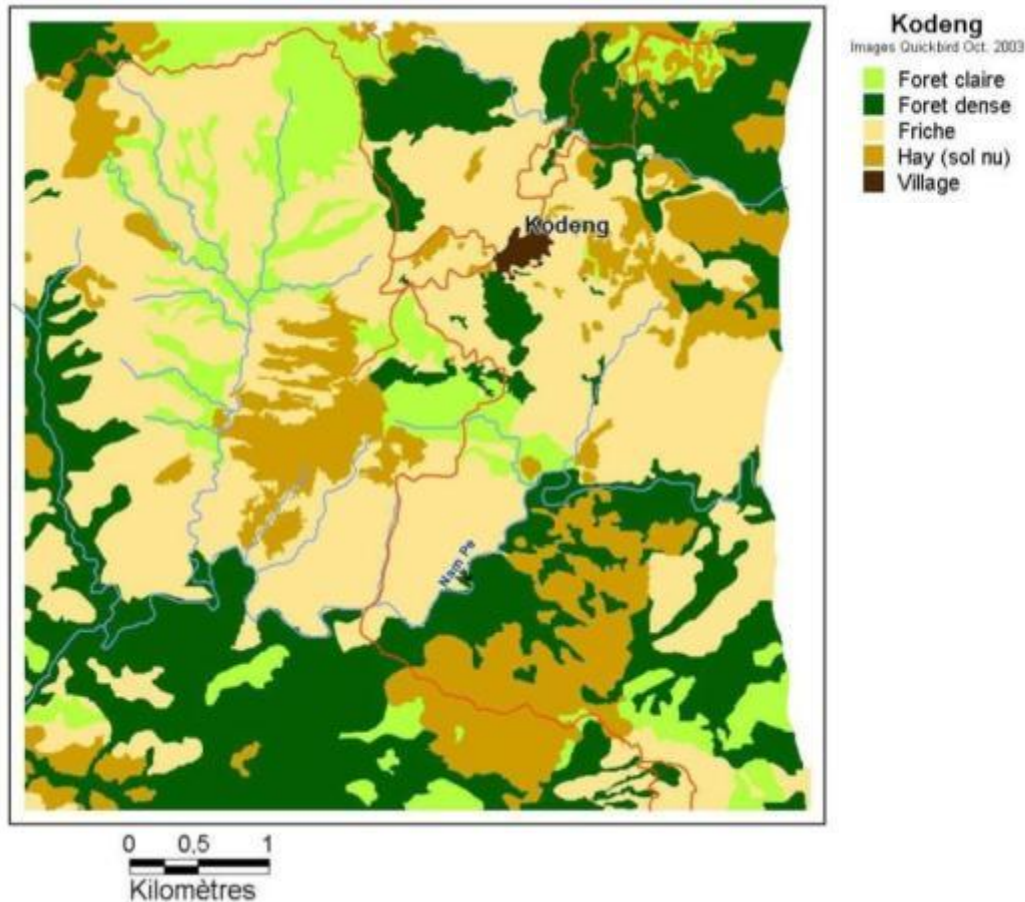 Kodeng
Images Quickbird Oct. 2003
Foret claire
Foret dense
Friche
Hay (sol nu)
Village
Kodeng
Nam Pe
0 0,5 1
Kilomètres